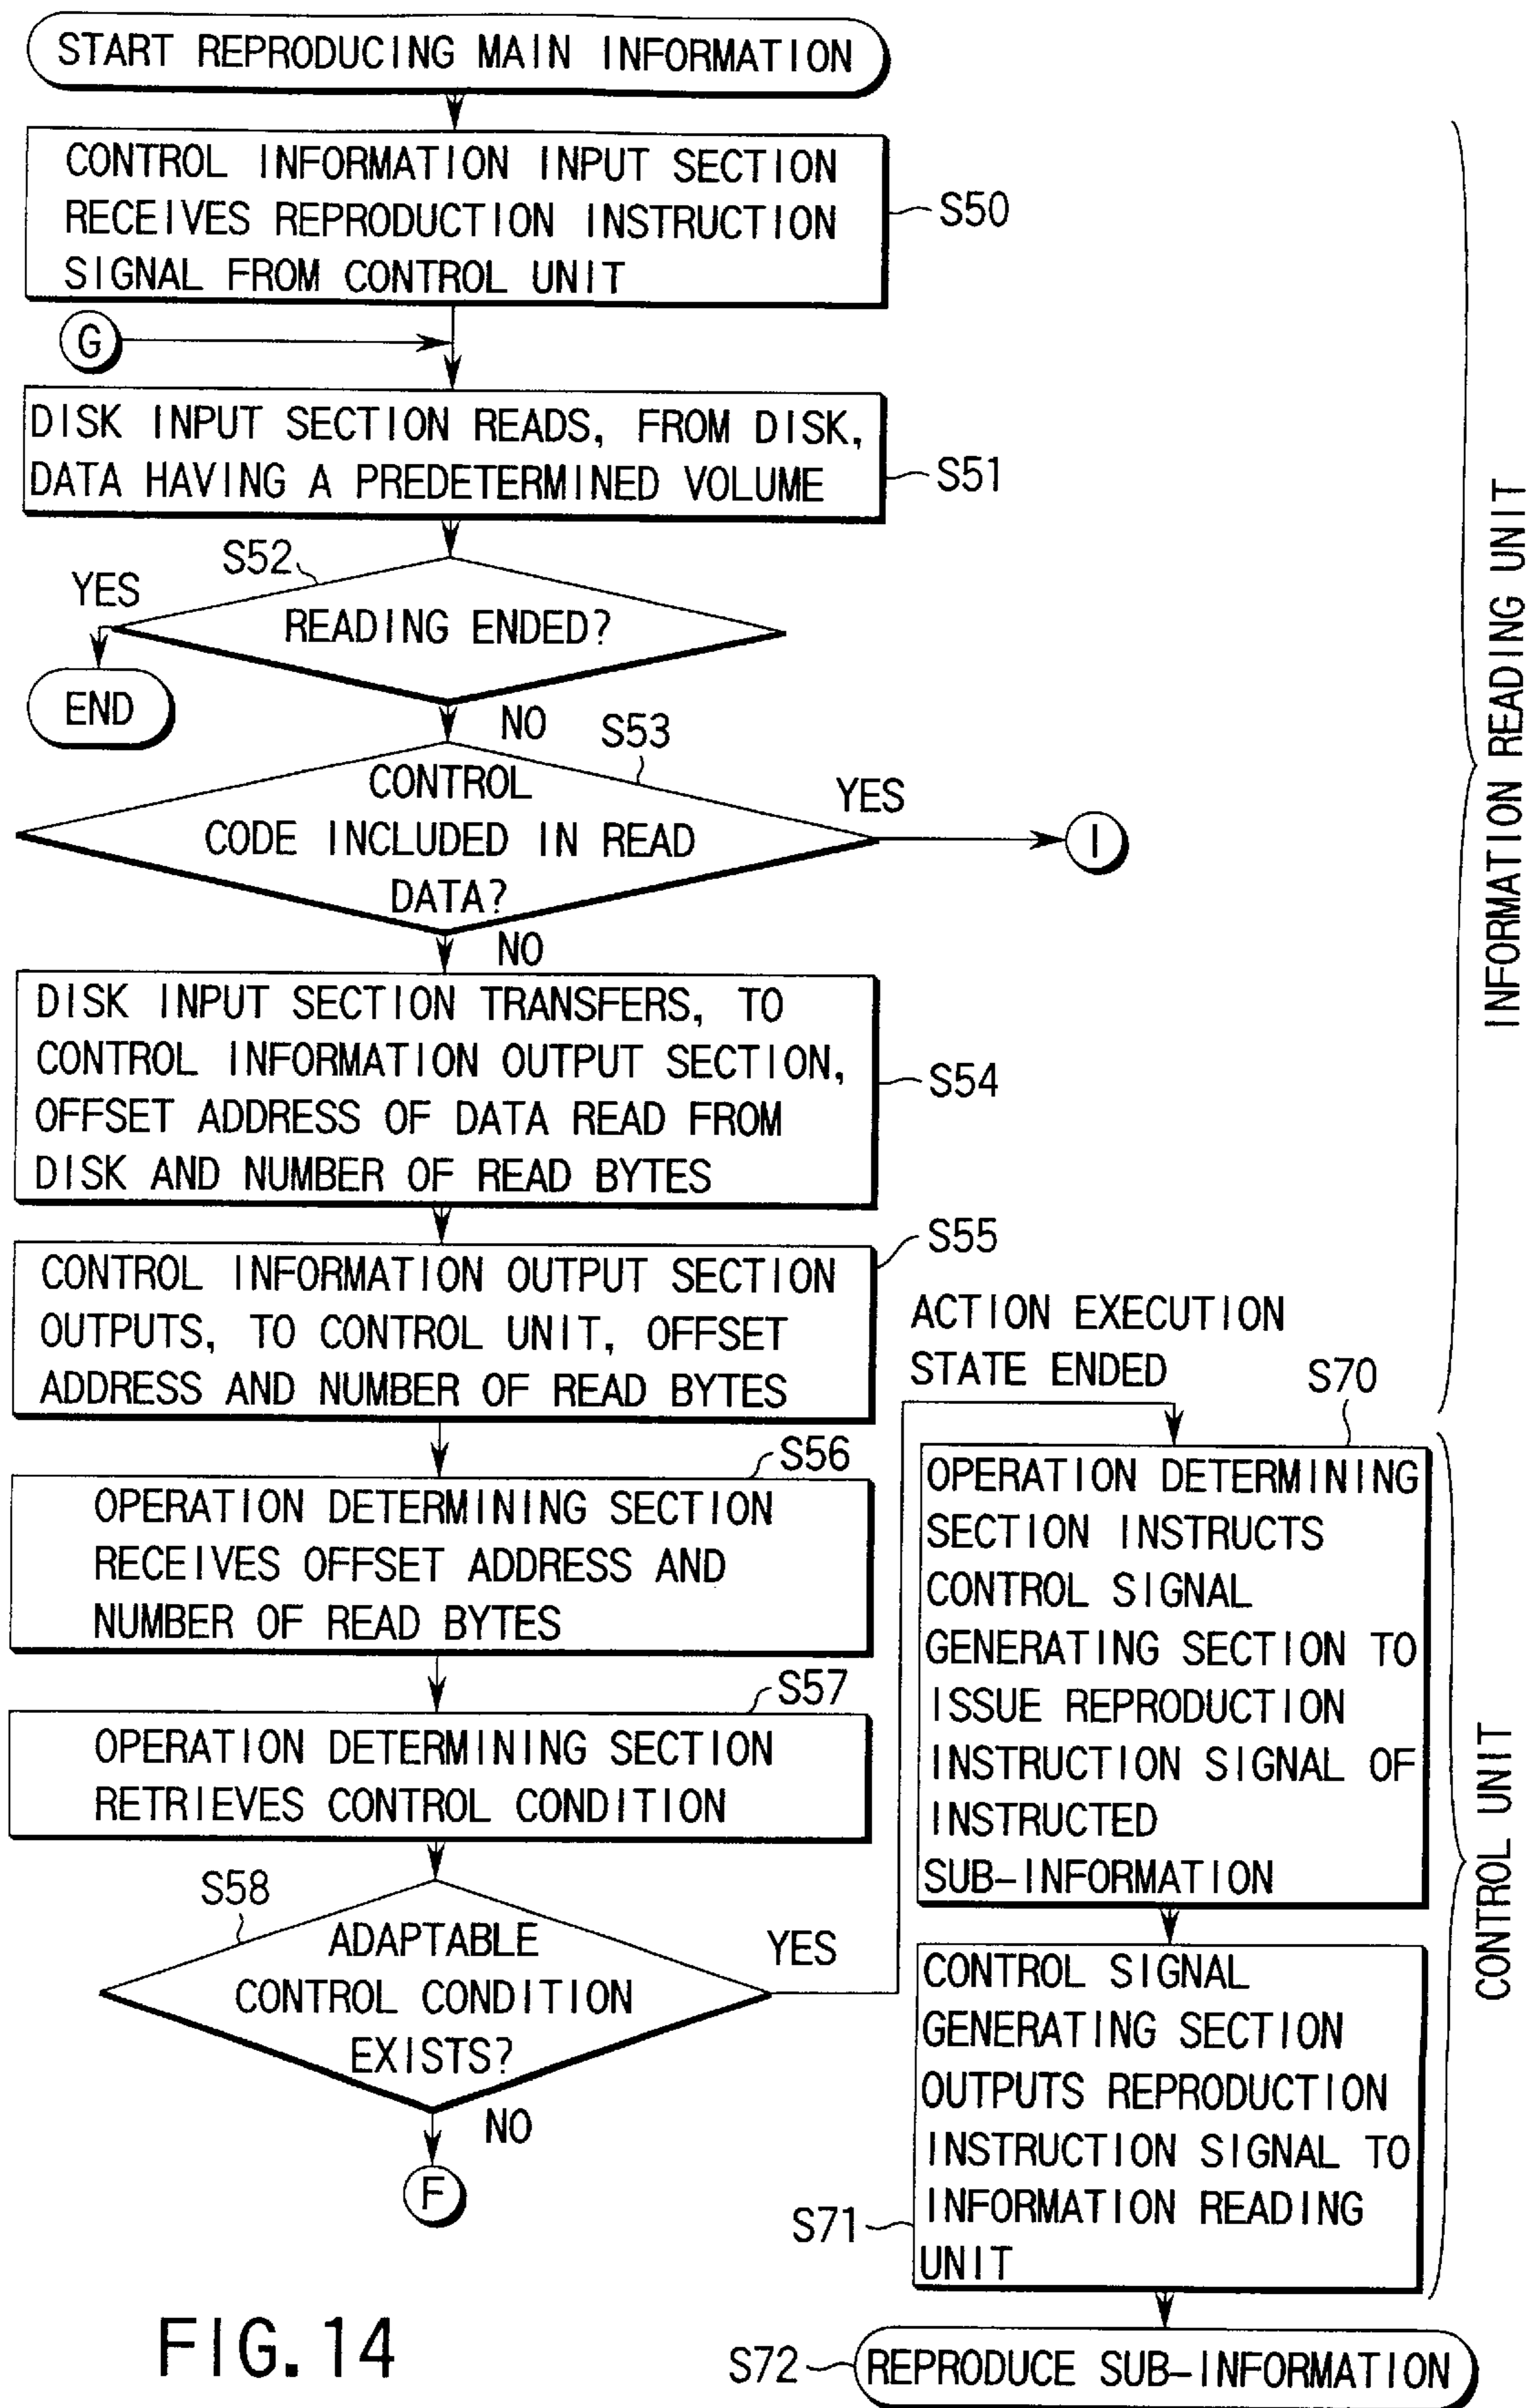 START REPRODUCING MAIN INFORMATION
CONTROL INFORMATION INPUT SECTION
RECEIVES REPRODUCTION INSTRUCTION
SIGNAL FROM CONTROL UNIT
S50
G
DISK INPUT SECTION READS, FROM DISK,
DATA HAVING A PREDETERMINED VOLUME
S51
S52
YES
READING ENDED?
END
NO
S53
CONTROL
CODE INCLUDED IN READ
DATA?
YES
I
NO
DISK INPUT SECTION TRANSFERS, TO
CONTROL INFORMATION OUTPUT SECTION,
OFFSET ADDRESS OF DATA READ FROM
DISK AND NUMBER OF READ BYTES
S54
CONTROL INFORMATION OUTPUT SECTION
OUTPUTS, TO CONTROL UNIT, OFFSET
ADDRESS AND NUMBER OF READ BYTES
S55
INFORMATION READING UNIT
S56
OPERATION DETERMINING SECTION
RECEIVES OFFSET ADDRESS AND
NUMBER OF READ BYTES
S57
OPERATION DETERMINING SECTION
RETRIEVES CONTROL CONDITION
S58
ADAPTABLE
CONTROL CONDITION
EXISTS?
YES
NO
F
ACTION EXECUTION
STATE ENDED
S70
OPERATION DETERMINING
SECTION INSTRUCTS
CONTROL SIGNAL
GENERATING SECTION TO
ISSUE REPRODUCTION
INSTRUCTION SIGNAL OF
INSTRUCTED
SUB-INFORMATION
CONTROL SIGNAL
GENERATING SECTION
OUTPUTS REPRODUCTION
INSTRUCTION SIGNAL TO
INFORMATION READING
UNIT
S71
CONTROL UNIT
S72
REPRODUCE SUB-INFORMATION
FIG.14